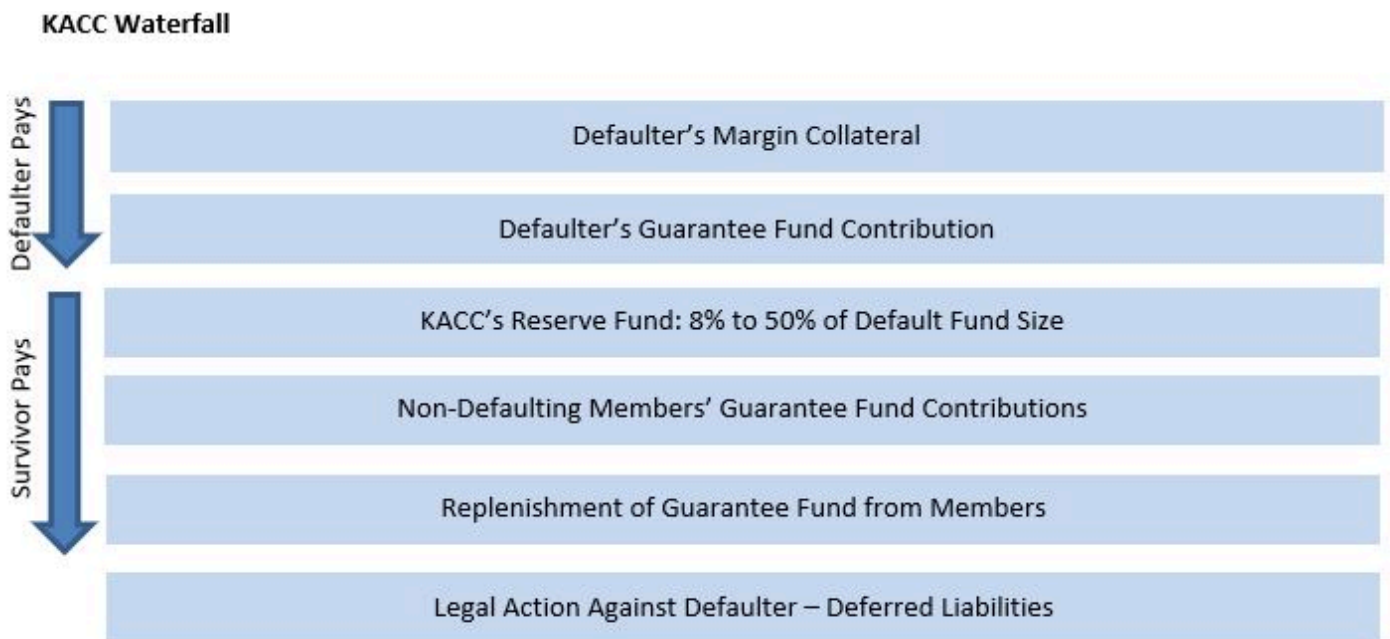 KACC Waterfall
Defaulter Pays
Defaulter’s Margin Collateral
Defaulter’s Guarantee Fund Contribution
Survivor Pays
KACC’s Reserve Fund: 8% to 50% of Default Fund Size
Non-Defaulting Members’ Guarantee Fund Contributions
Replenishment of Guarantee Fund from Members
Legal Action Against Defaulter – Deferred Liabilities